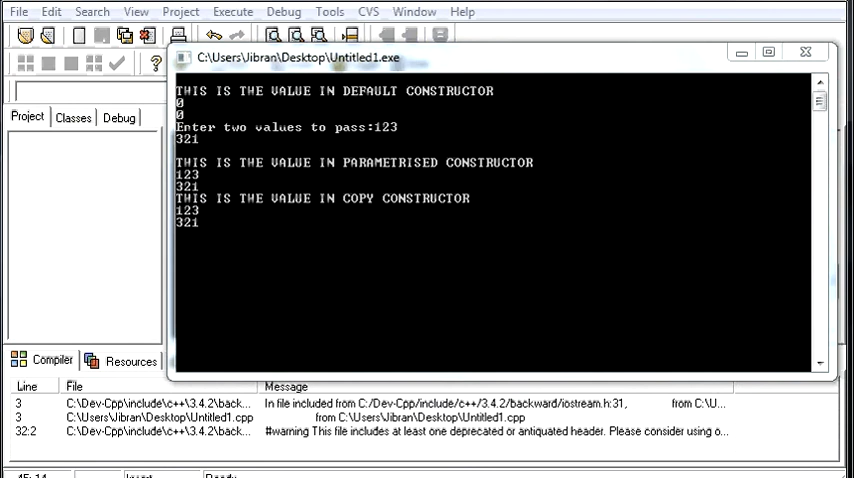 File Edit Search View Project Execute Debug Tools CVS Window Help
C:\Users\Jibran\Desktop\Untitled1.exe
Project Classes Debug
THIS IS THE VALUE IN DEFAULT CONSTRUCTOR
0
0
Enter two values to pass:123
321
THIS IS THE VALUE IN PARAMETRISED CONSTRUCTOR
123
321
THIS IS THE VALUE IN COPY CONSTRUCTOR
123
321
Compiler Resources
Line File Message
3 C:\Dev-Cpp\include\c++\3.4.2\back... In file included from C:/Dev-Cpp/include/c++/3.4.2/backward/iostream.h:31, from C:\U...
3 C:\Users\Jibran\Desktop\Untitled1.cpp from C:\Users\Jibran\Desktop\Untitled1.cpp
32:2 C:\Dev-Cpp\include\c++\3.4.2\back... #warning This file includes at least one deprecated or antiquated header. Please consider using o...
45: 14 Insert Ready